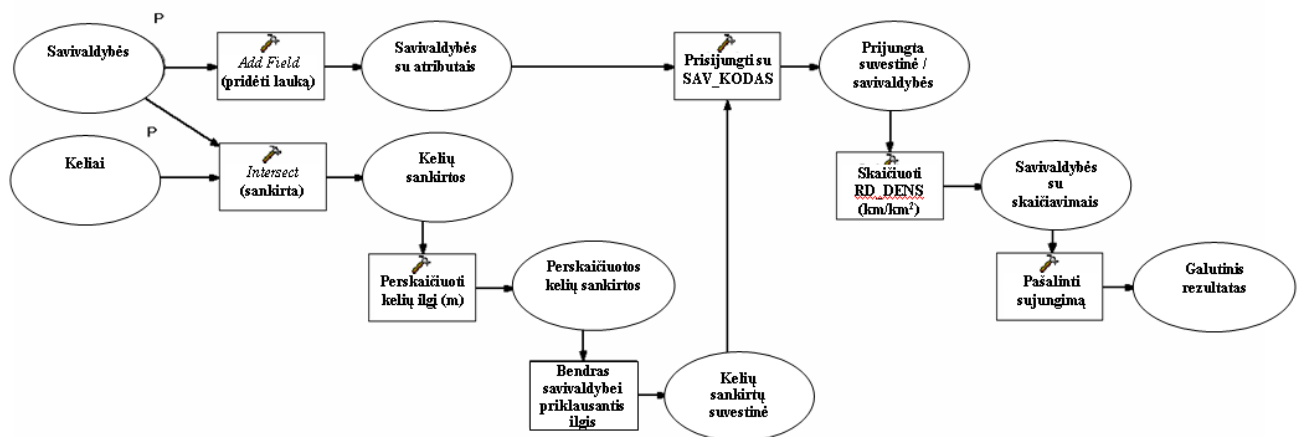 P
Savivaldybės
Add Field
(pridėti lauką)
Savivaldybės
su atributais
Prisijungti su
SAV_KODAS
Prijungta
suvestinė /
savivaldybės
P
Keliai
Intersect
(sankirta)
Kelių
sankirtos
Skaičiuoti
RD_DENS
(km/km²)
Savivaldybės
su
skaičiavimais
Perskaičiuoti
kelių ilgį (m)
Perskaičiuotos
kelių sankirtos
Pašalinti
sujungimą
Galutinis
rezultatas
Bendras
savivaldybei
priklausantis
ilgis
Kelių
sankirtų
suvestinė